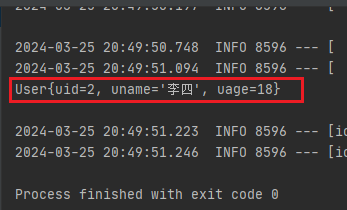 2024-03-25 20:49:50.748  INFO 8596 --- [
2024-03-25 20:49:51.094  INFO 8596 --- [
User{uid=2, uname='李四', uage=18}
2024-03-25 20:49:51.223  INFO 8596 --- [io
2024-03-25 20:49:51.246  INFO 8596 --- [io
Process finished with exit code 0